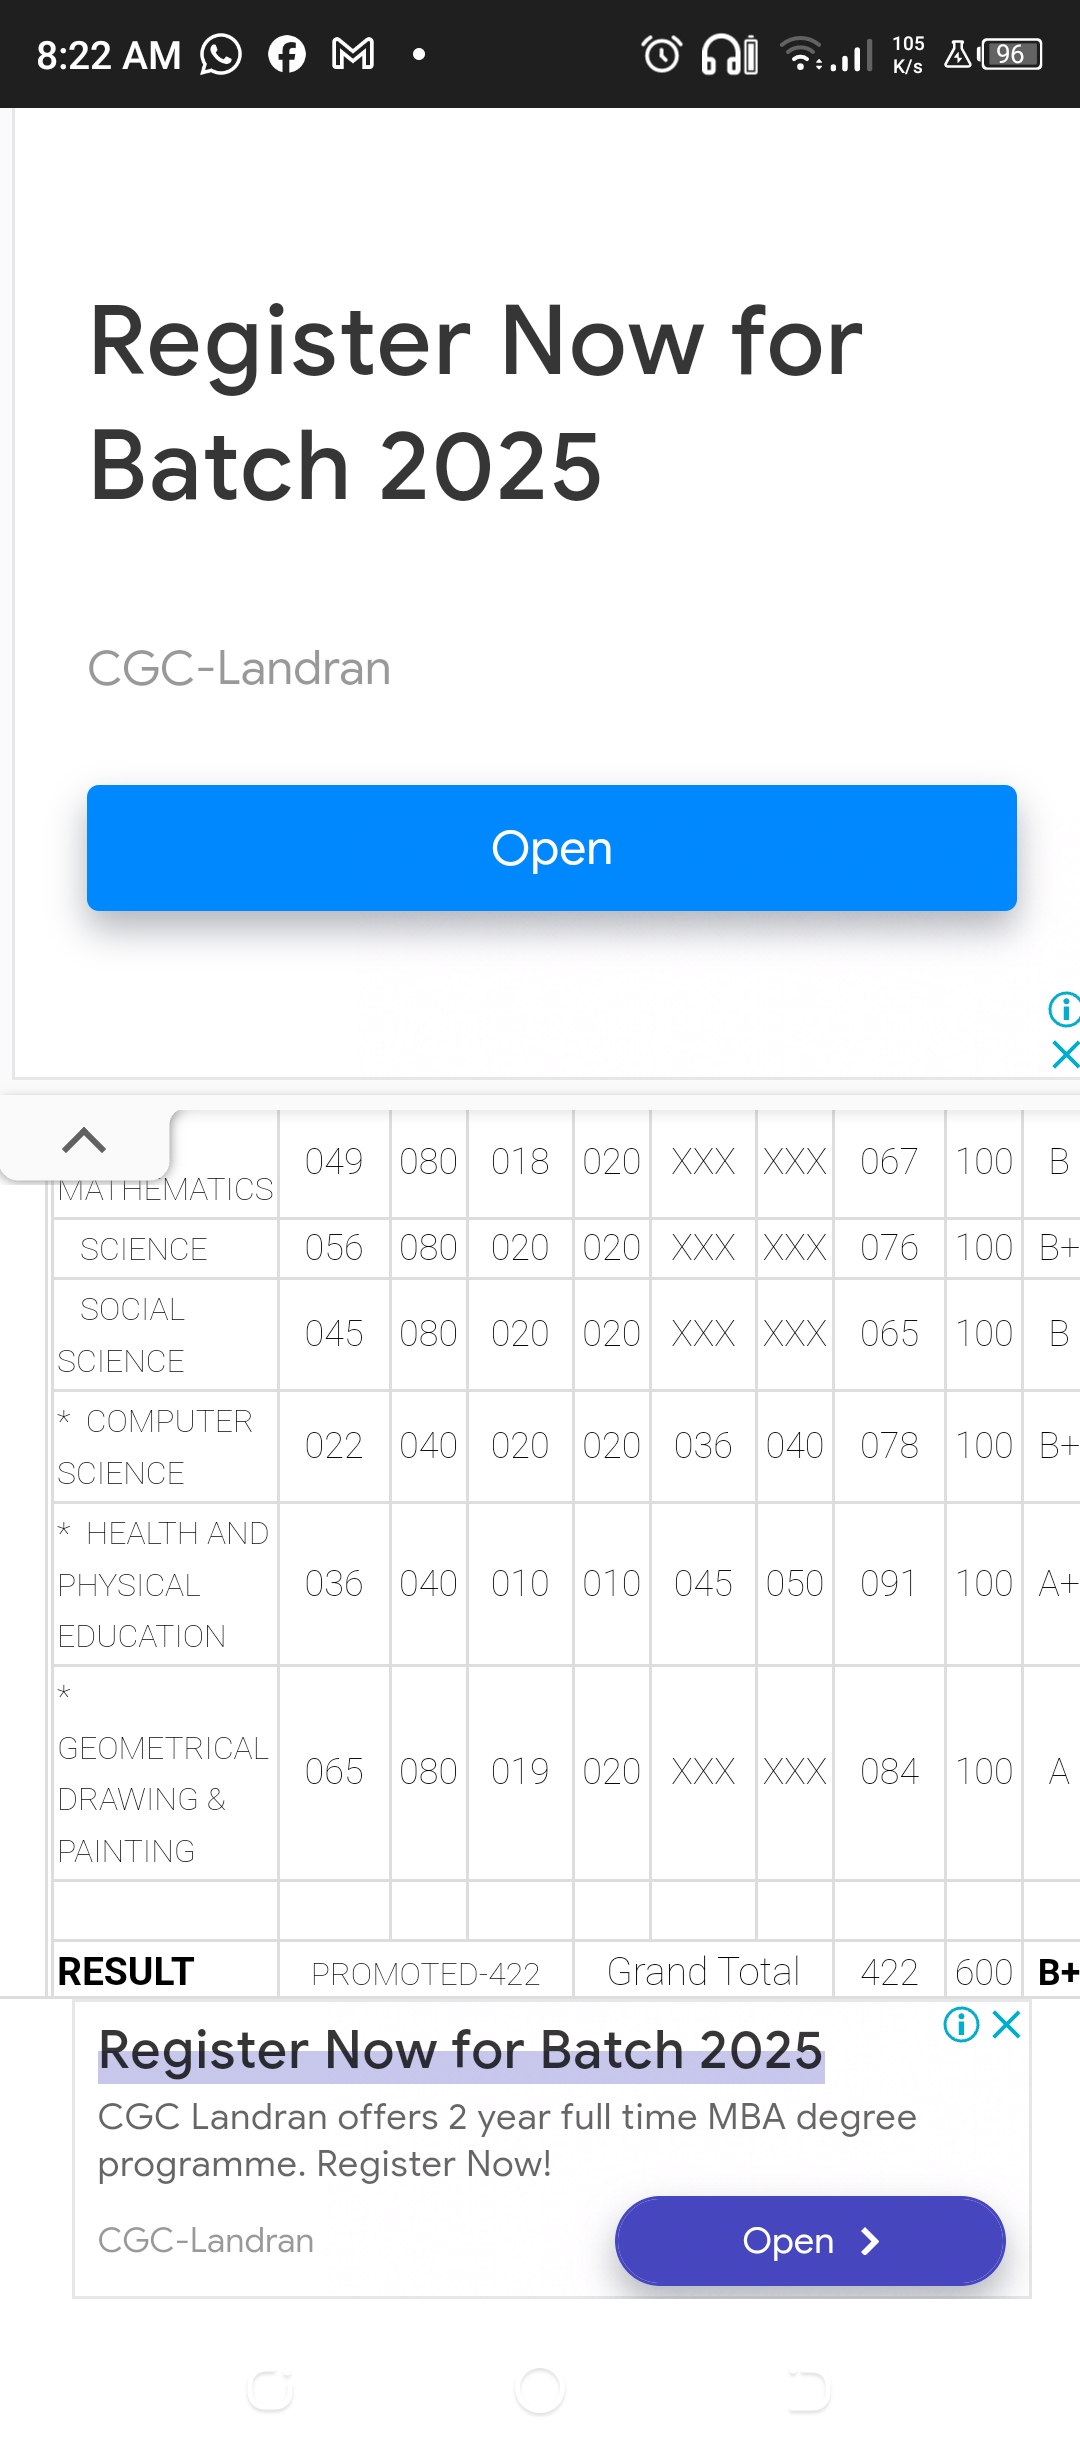 8:22 AM
105
K/s
96
Register Now for
Batch 2025
CGC-Landran
Open
MATHEMATICS 049 080 018 020 XXX XXX 067 100 B
SCIENCE 056 080 020 020 XXX XXX 076 100 B+
SOCIAL
SCIENCE 045 080 020 020 XXX XXX 065 100 B
* COMPUTER
SCIENCE 022 040 020 020 036 040 078 100 B+
* HEALTH AND
PHYSICAL
EDUCATION 036 040 010 010 045 050 091 100 A+
*
GEOMETRICAL
DRAWING &
PAINTING 065 080 019 020 XXX XXX 084 100 A
RESULT PROMOTED-422 Grand Total 422 600 B+
Register Now for Batch 2025
CGC Landran offers 2 year full time MBA degree
programme. Register Now!
CGC-Landran
Open